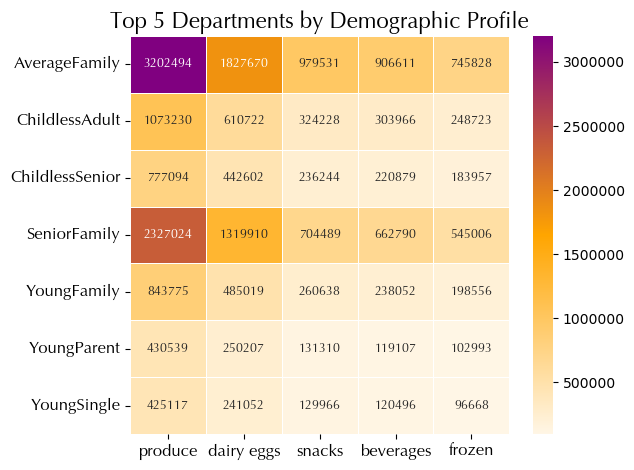 Top 5 Departments by Demographic Profile
AverageFamily 3202494 1827670 979531 906611 745828
ChildlessAdult 1073230 610722 324228 303966 248723
ChildlessSenior 777094 442602 236244 220879 183957
SeniorFamily 2327024 1319910 704489 662790 545006
YoungFamily 843775 485019 260638 238052 198556
YoungParent 430539 250207 131310 119107 102993
YoungSingle 425117 241052 129966 120496 96668
produce dairy eggs snacks beverages frozen
3000000
2500000
2000000
1500000
1000000
500000